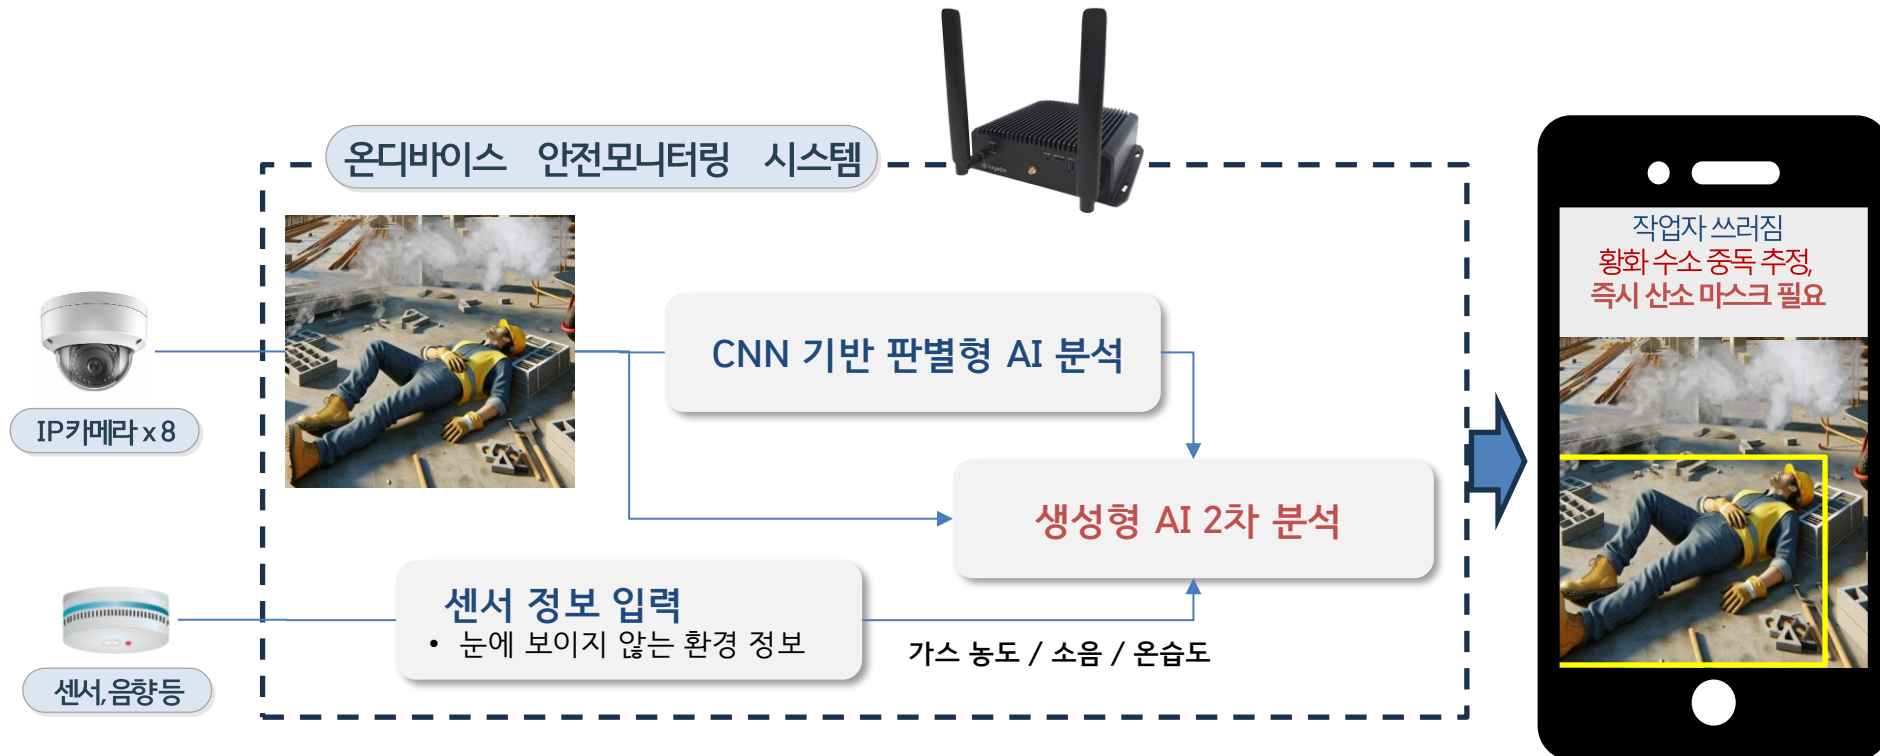 온디바이스 안전모니터링 시스템
IP카메라 x 8
CNN 기반 판별형 AI 분석
생성형 AI 2차 분석
센서 정보 입력
• 눈에 보이지 않는 환경 정보
가스 농도 / 소음 / 온습도
센서, 음향 등
작업자 쓰러짐
황화 수소 중독 추정,
즉시 산소 마스크 필요